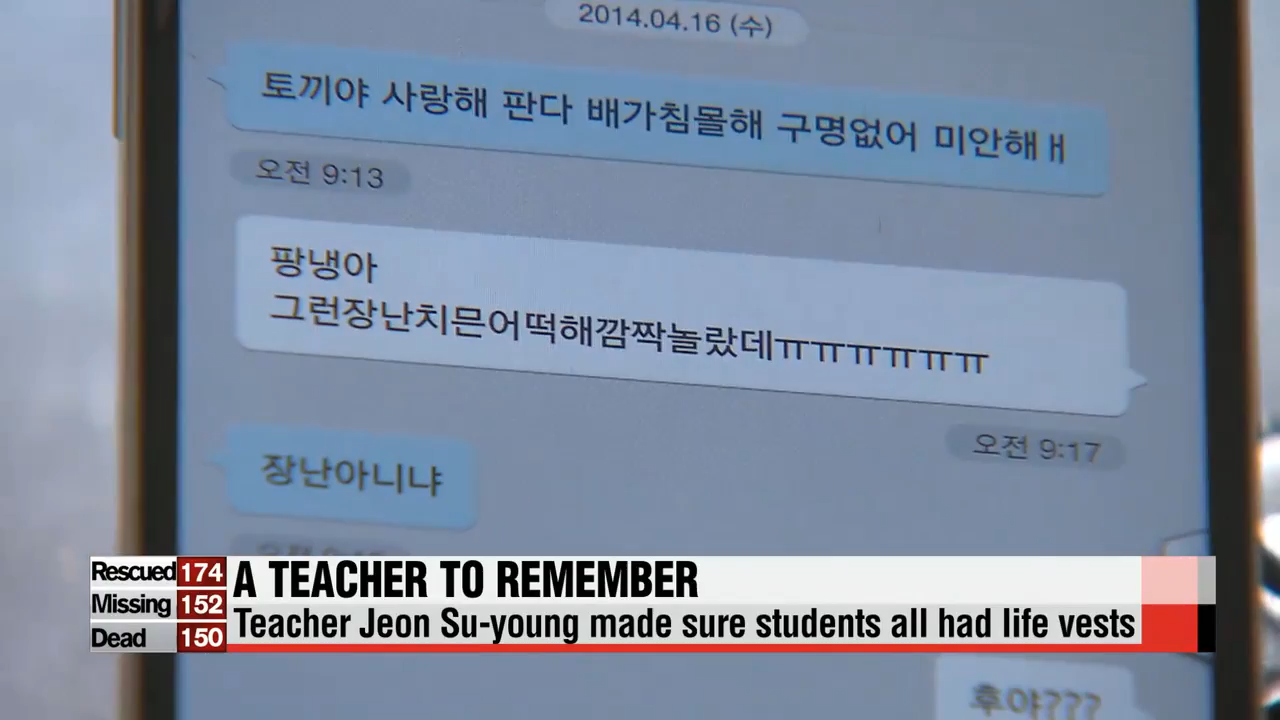 2014.04.16 (수)
토끼야 사랑해 판다 배가침몰해 구명없어 미안해ㅐ
오전 9:13
팡냉아
그런장난치믄어떡해깜짝놀랐데ㅠㅠㅠㅠㅠㅠ
오전 9:17
장난아니냐
Rescued 174
Missing 152
Dead 150
A TEACHER TO REMEMBER
Teacher Jeon Su-young made sure students all had life vests
후야???